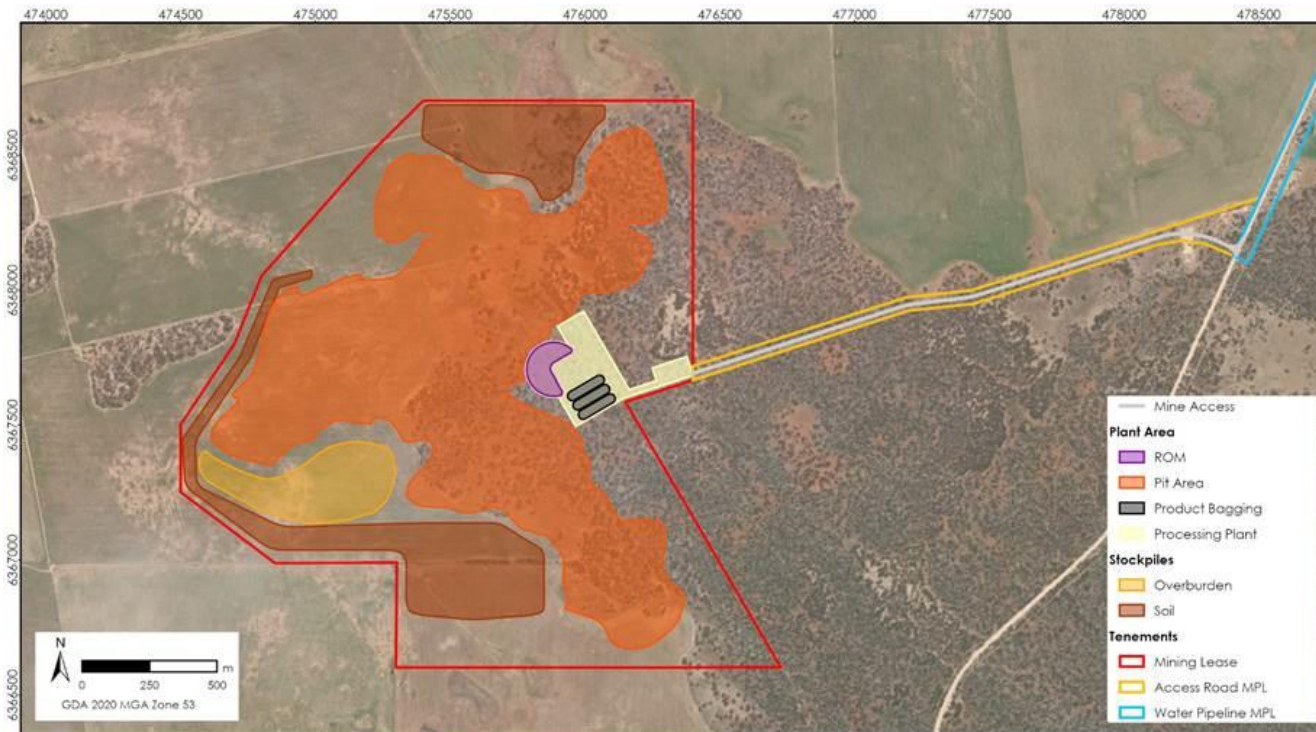 474000 474500 475000 475500 476000 476500 477000 477500 478000 478500
6368500
6368000
6367500
6367000
6366500
Mine Access
Plant Area
ROM
Pit Area
Product Bagging
Processing Plant
Stockpiles
Overburden
Soil
Tenements
Mining Lease
Access Road MPL
Water Pipeline MPL
N
m
0 250 500
GDA 2020 MGA Zone 53